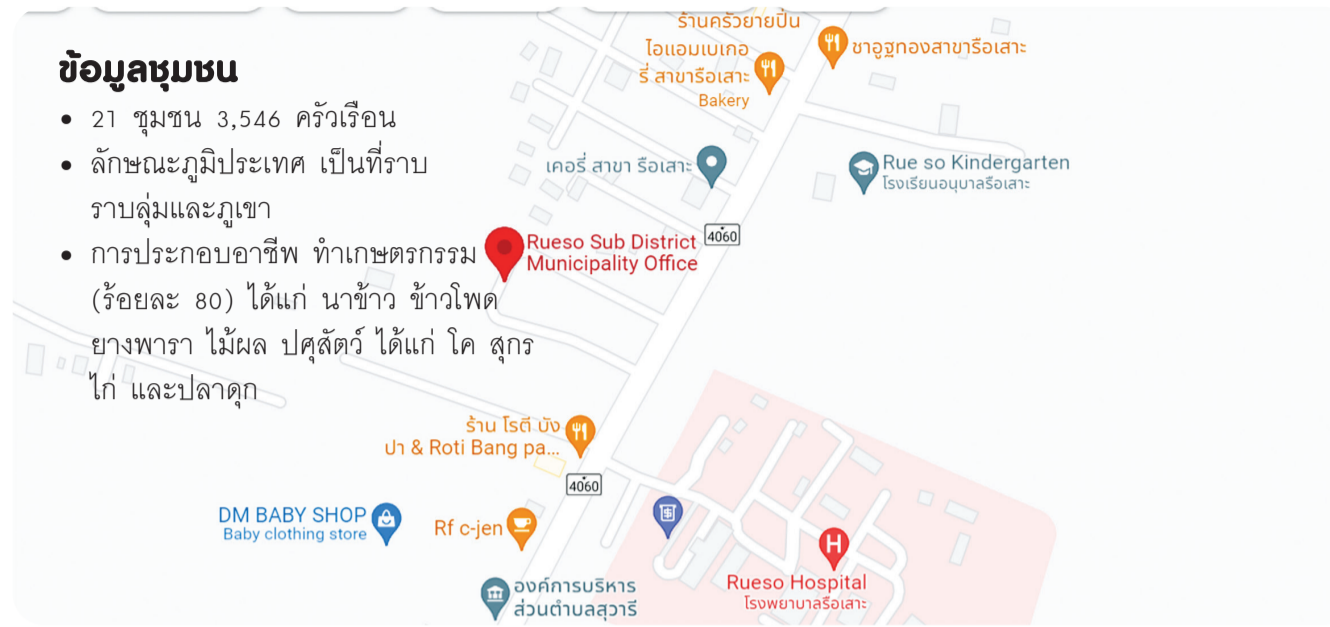 ข้อมูลชุมชน
• 21 ชุมชน 3,546 ครัวเรือน
• ลักษณะภูมิประเทศ เป็นที่ราบ
ราบลุ่มและภูเขา
• การประกอบอาชีพ ทำเกษตรกรรม
(ร้อยละ 80) ได้แก่ นาข้าว ข้าวโพด
ยางพารา ไม้ผล ปศุสัตว์ ได้แก่ โค สุกร
ไก่ และปลาดุก
ร้านครัวยายปิ่น
ไอแอมเบเกอ
รี่ สาขารือเสาะ
Bakery
ชาอูฐทองสาขารือเสาะ
เคอรี่ สาขา รือเสาะ
Rue so Kindergarten
โรงเรียนอนุบาลรือเสาะ
4060
Rueso Sub District
Municipality Office
ร้าน โรตี บัง
ปา & Roti Bang pa...
4060
DM BABY SHOP
Baby clothing store
Rf c-jen
H
Rueso Hospital
โรงพยาบาลรือเสาะ
องค์การบริหาร
ส่วนตำบลสุวารี